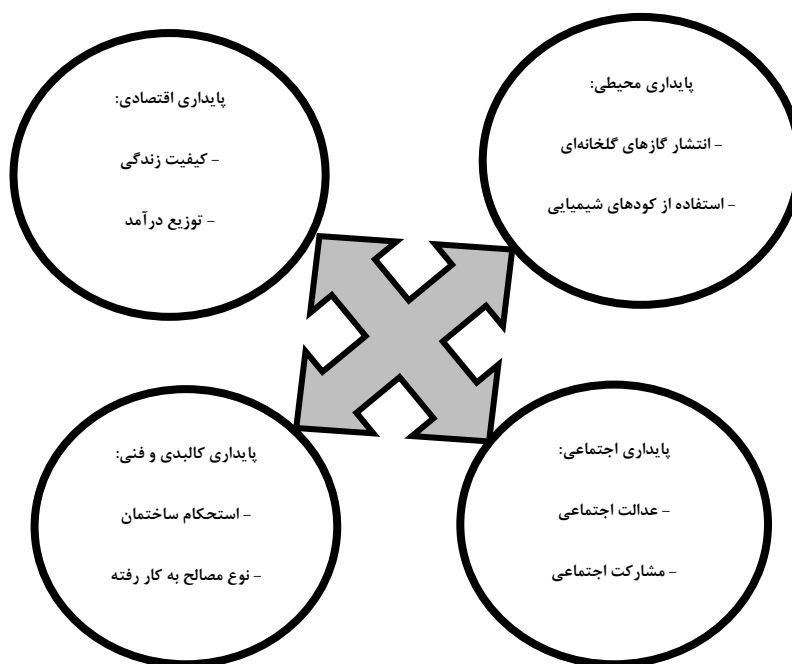 پایداری محیطی:
– انتشار گازهای گلخانه‌ای
– استفاده از کودهای شیمیایی
پایداری اقتصادی:
– کیفیت زندگی
– توزیع درآمد
پایداری اجتماعی:
– عدالت اجتماعی
– مشارکت اجتماعی
پایداری کالبدی و فنی:
– استحکام ساختمان
– نوع مصالح به کار رفته